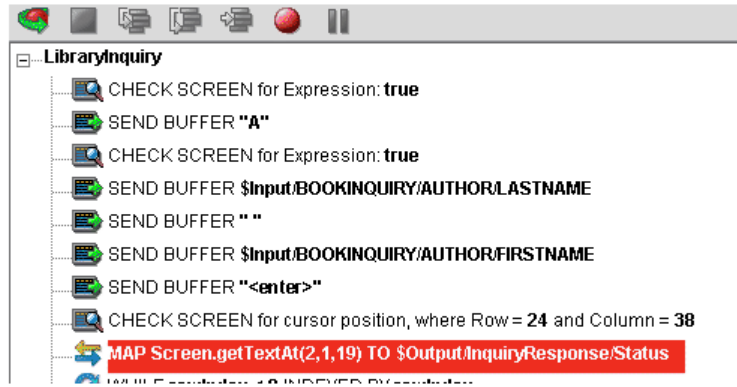 LibraryInquiry
CHECK SCREEN for Expression: true
SEND BUFFER "A"
CHECK SCREEN for Expression: true
SEND BUFFER $Input/BOOKINQUIRY/AUTHOR/LASTNAME
SEND BUFFER " "
SEND BUFFER $Input/BOOKINQUIRY/AUTHOR/FIRSTNAME
SEND BUFFER "<enter>"
CHECK SCREEN for cursor position, where Row = 24 and Column = 38
MAP Screen.getTextAt(2,1,19) TO $Output/InquiryResponse/Status